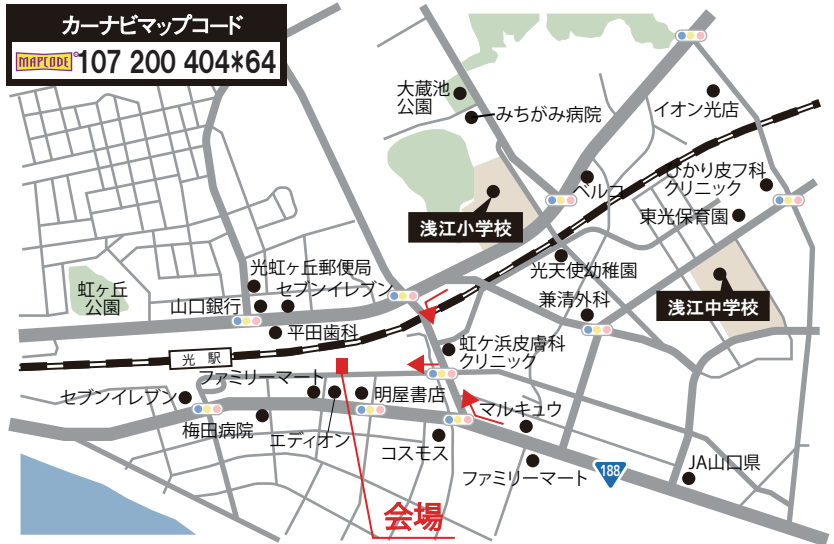 カーナビマップコード
MAPCODE 107 200 404*64
大蔵池
公園
みちがみ病院
イオン光店
ベルコ
ひかり皮フ科
クリニック
浅江小学校
東光保育園
光天使幼稚園
浅江中学校
兼清外科
光虹ヶ丘郵便局
セブンイレブン
虹ヶ丘
公園
山口銀行
平田歯科
光 駅
虹ケ浜皮膚科
クリニック
ファミリーマート
セブンイレブン
明屋書店
マルキュウ
梅田病院
エディオン
コスモス
ファミリーマート
188
JA山口県
会場